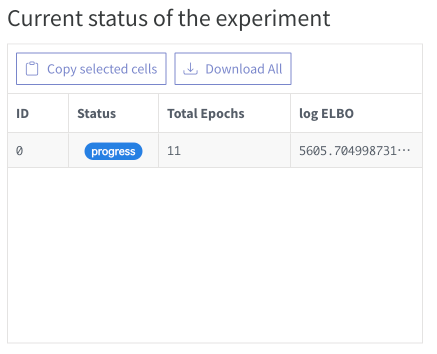 Current status of the experiment
Copy selected cells Download All
ID Status Total Epochs log ELBO
0 progress 11 5605.704998731···